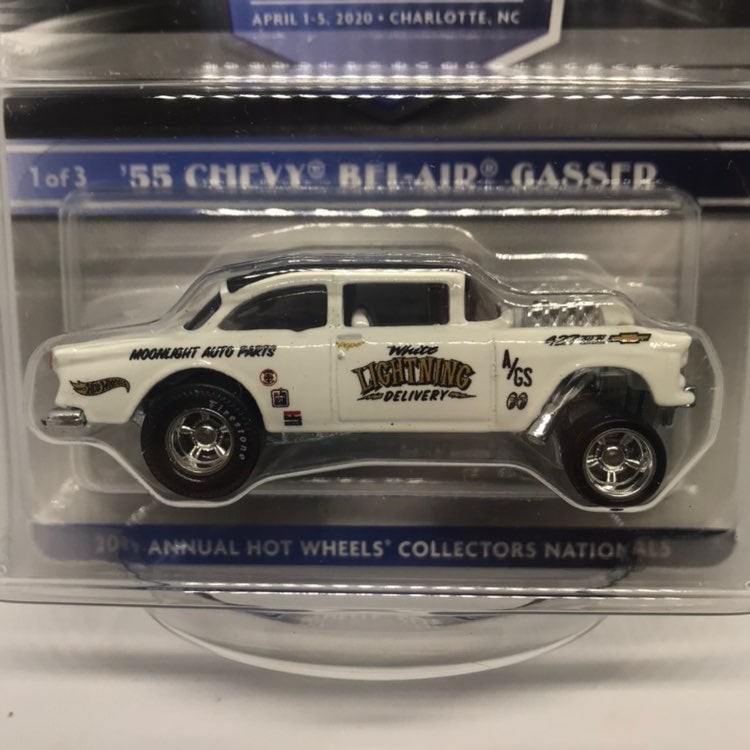 APRIL 1-5, 2020 • CHARLOTTE, NC
1 of 3 '55 CHEVY® BEL-AIR® GASSER
MOONLIGHT AUTO PARTS
White
LIGHTNING
DELIVERY
A/GS
Hot Wheels
Firestone
ANNUAL HOT WHEELS® COLLECTORS NATIONALS